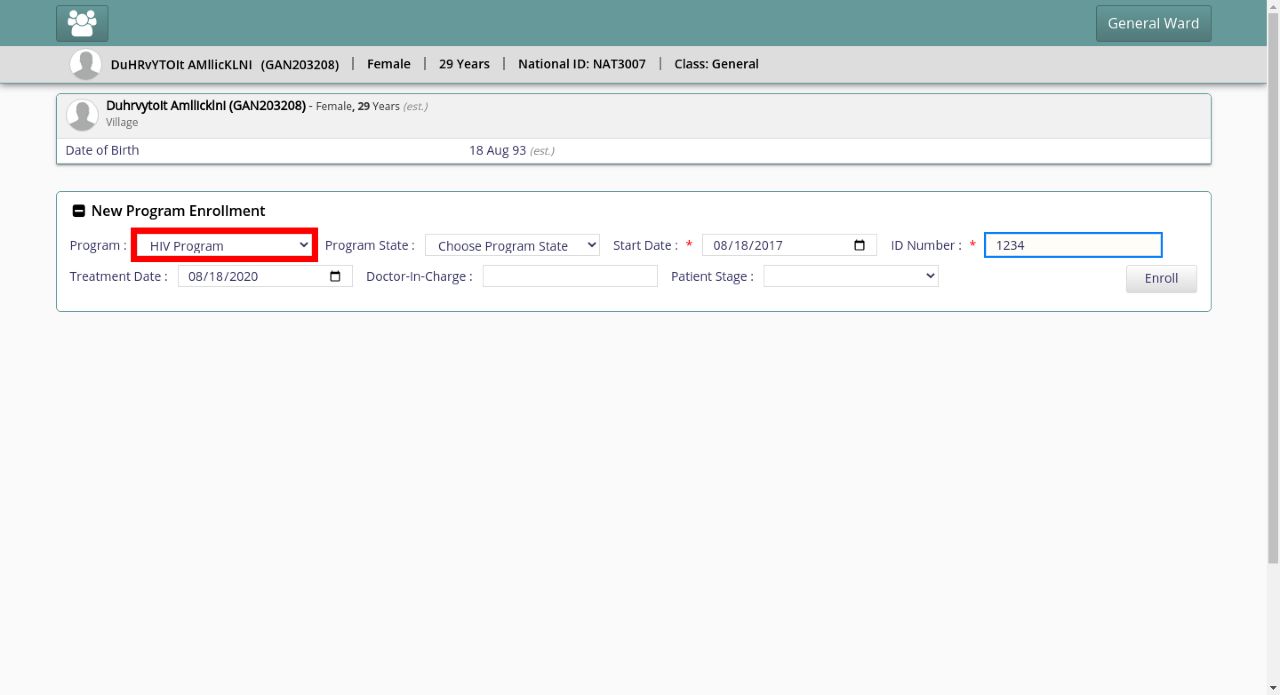 General Ward
DuHRvYTOIt AMllicKLNI (GAN203208) | Female | 29 Years | National ID: NAT3007 | Class: General
Duhrvytoit Amllicklni (GAN203208) - Female, 29 Years (est.)
Village
Date of Birth 18 Aug 93 (est.)
New Program Enrollment
Program : HIV Program Program State : Choose Program State Start Date : * 08/18/2017 ID Number : * 1234
Treatment Date : 08/18/2020 Doctor-In-Charge : Patient Stage : Enroll